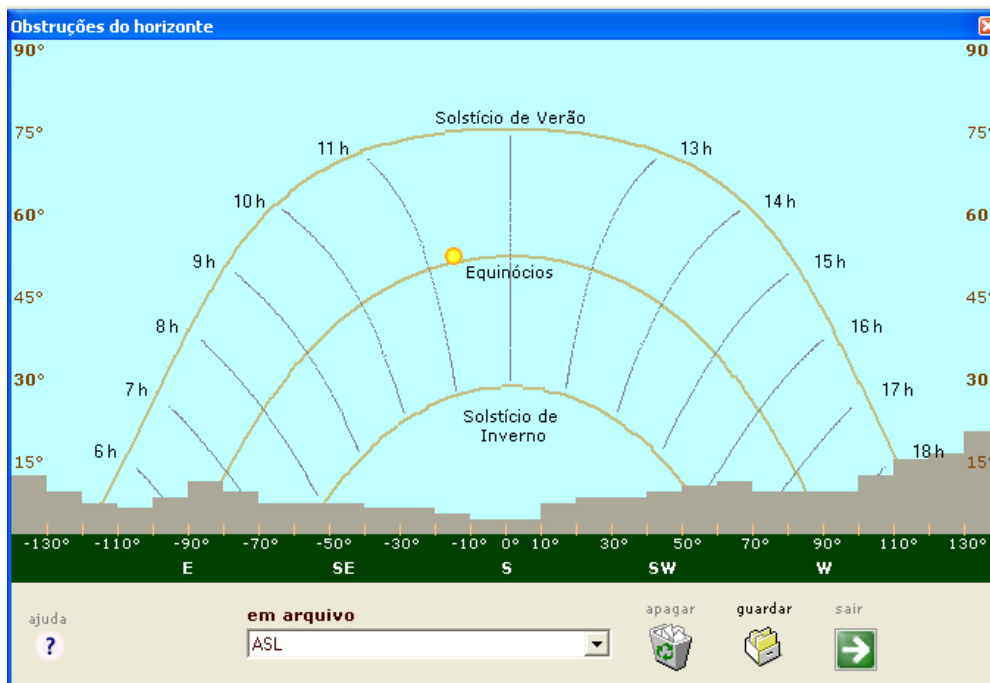 Obstruções do horizonte
90° 90
Solstício de Verão
75° 75°
11 h 13 h
10 h 14 h
60° 60
9 h 15 h
Equinócios
45° 45°
8 h 16 h
30° 30
7 h 17 h
Solstício de
Inverno
6 h 18 h
15° 15°
-130° -110° -90° -70° -50° -30° -10° 0° 10° 30° 50° 70° 90° 110° 130°
E SE S SW W
ajuda
?
em arquivo
ASL
apagar guardar sair